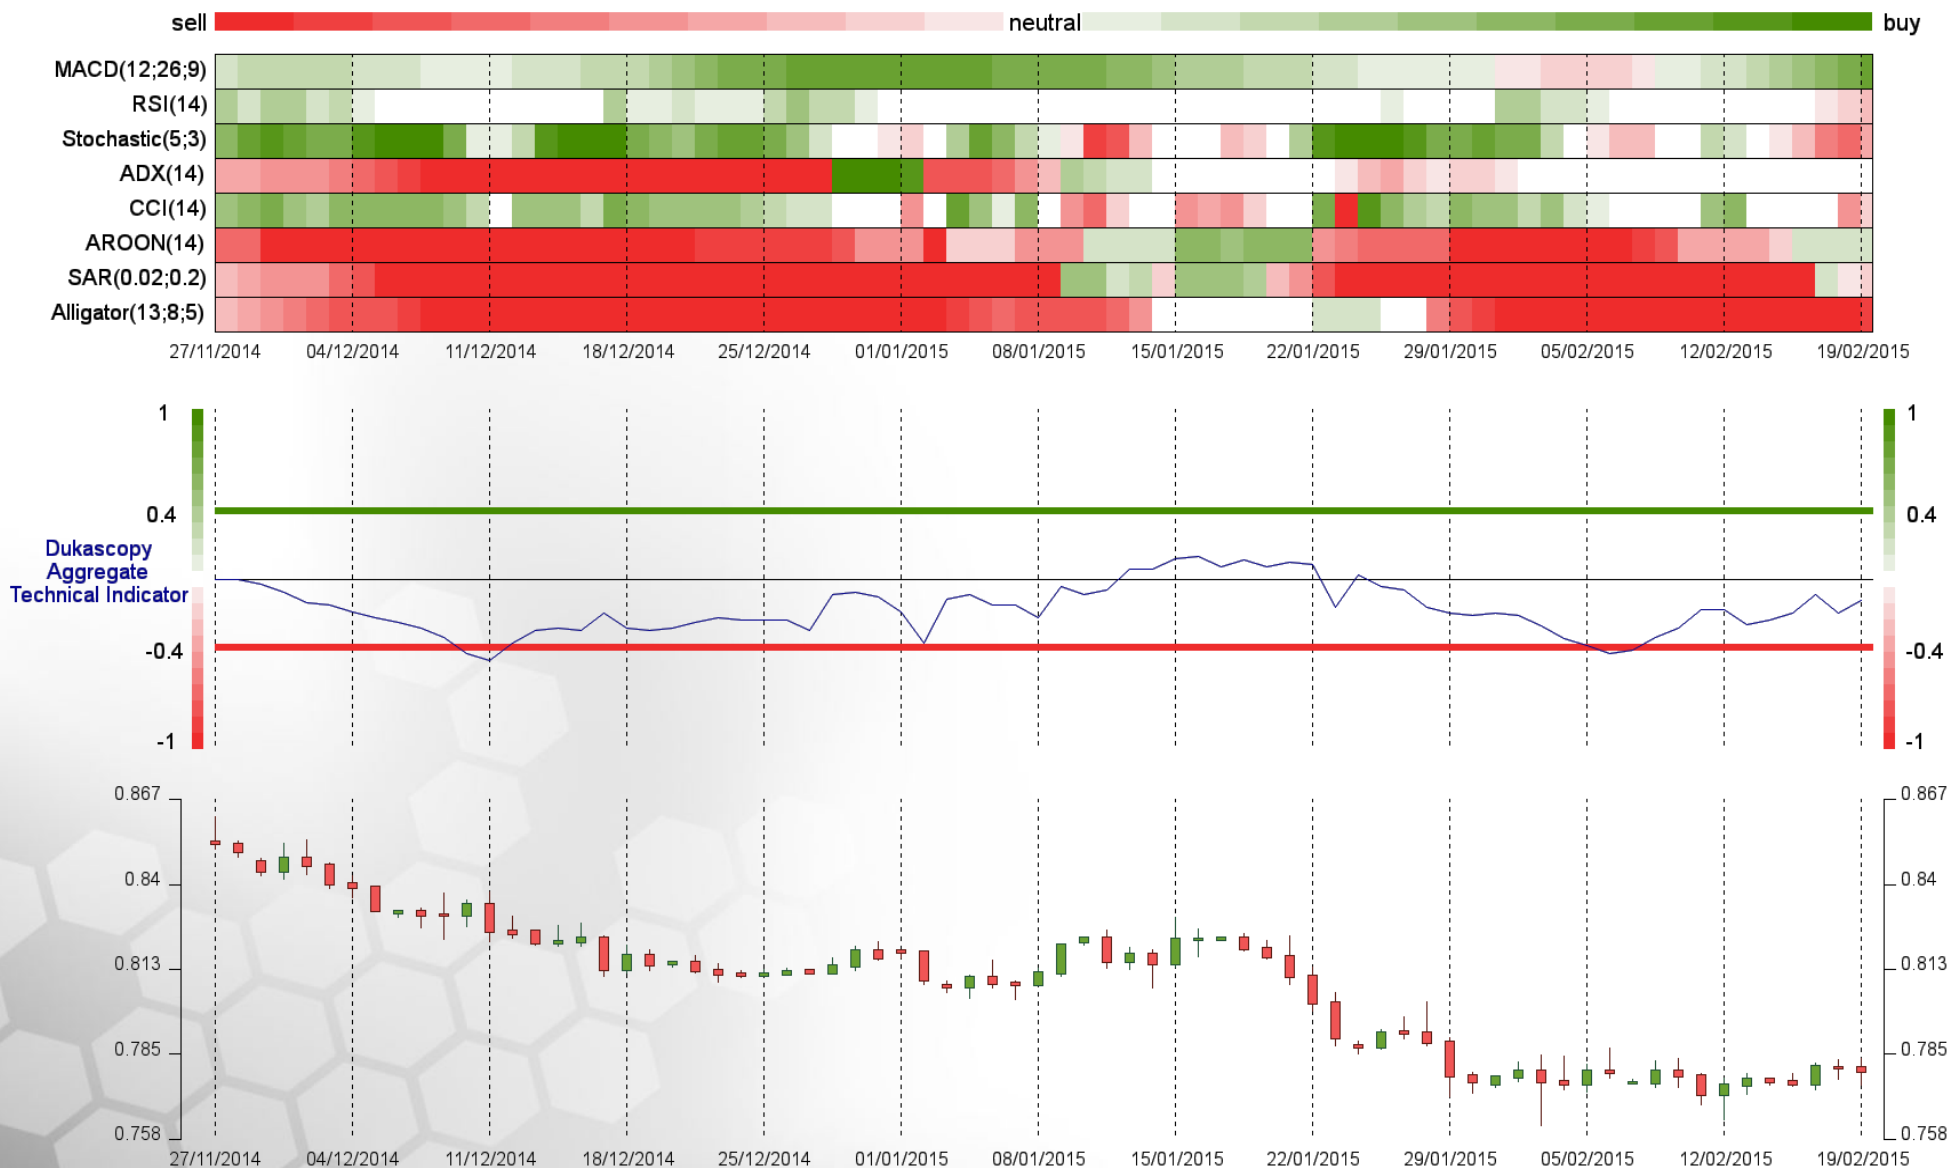 sell neutral buy
MACD(12;26;9)
RSI(14)
Stochastic(5;3)
ADX(14)
CCI(14)
AROON(14)
SAR(0.02;0.2)
Alligator(13;8;5)
27/11/2014 04/12/2014 11/12/2014 18/12/2014 25/12/2014 01/01/2015 08/01/2015 15/01/2015 22/01/2015 29/01/2015 05/02/2015 12/02/2015 19/02/2015
1 1
0.4 0.4
Dukascopy
Aggregate
Technical Indicator
-0.4 -0.4
-1 -1
0.867 0.867
0.84 0.84
0.813 0.813
0.785 0.785
0.758 0.758
27/11/2014 04/12/2014 11/12/2014 18/12/2014 25/12/2014 01/01/2015 08/01/2015 15/01/2015 22/01/2015 29/01/2015 05/02/2015 12/02/2015 19/02/2015